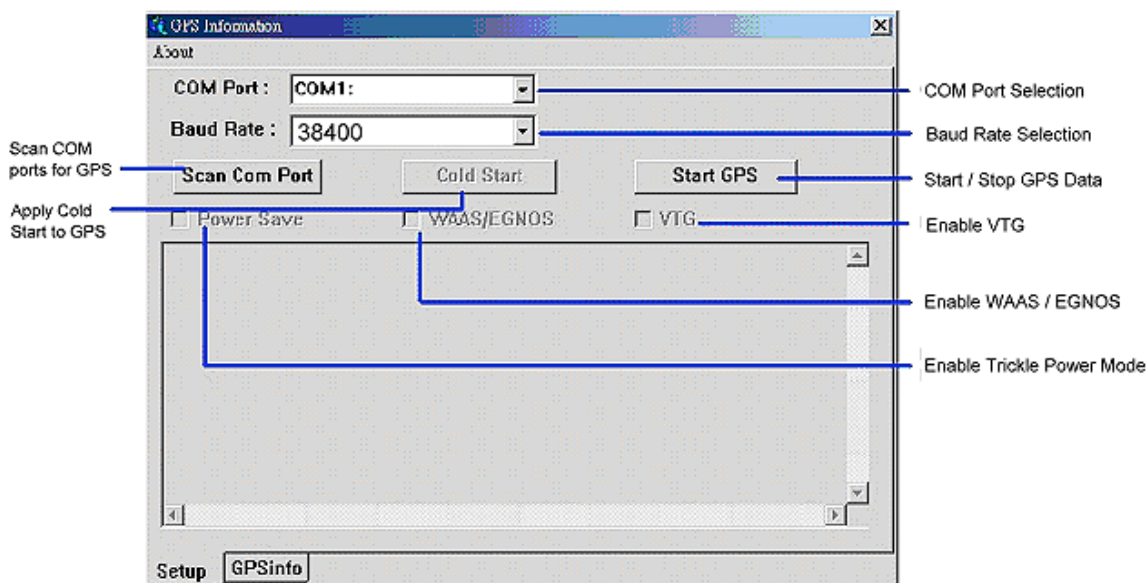 GPS Information
About
COM Port : COM1:
COM Port Selection
Baud Rate : 38400
Baud Rate Selection
Scan COM
ports for GPS
Scan Com Port
Cold Start
Start GPS
Start / Stop GPS Data
Apply Cold
Start to GPS
Power Save
WAAS/EGNOS
VTG
Enable VTG
Enable WAAS / EGNOS
Enable Trickle Power Mode
Setup
GPSinfo